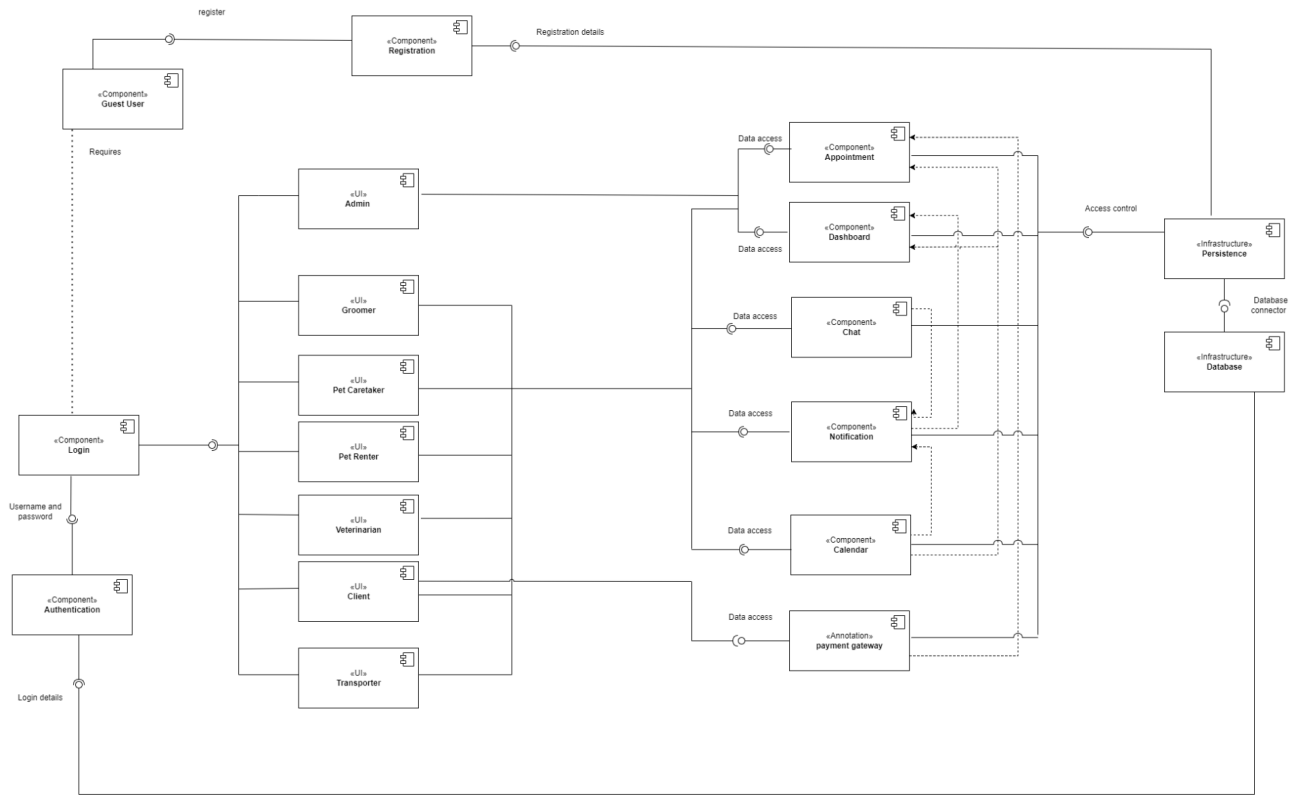 register
«Component»
Registration
Registration details
«Component»
Guest User
Requires
Data access
«Component»
Appointment
«UI»
Admin
Access control
«Component»
Dashboard
Data access
«Infrastructure»
Persistence
«UI»
Groomer
Database
connector
Data access
«Component»
Chat
«Infrastructure»
Database
«UI»
Pet Caretaker
Data access
«Component»
Notification
«Component»
Login
«UI»
Pet Renter
Username and
password
«UI»
Veterinarian
Data access
«Component»
Calendar
«Component»
Authentication
«UI»
Client
Data access
«Annotation»
payment gateway
«UI»
Transporter
Login details